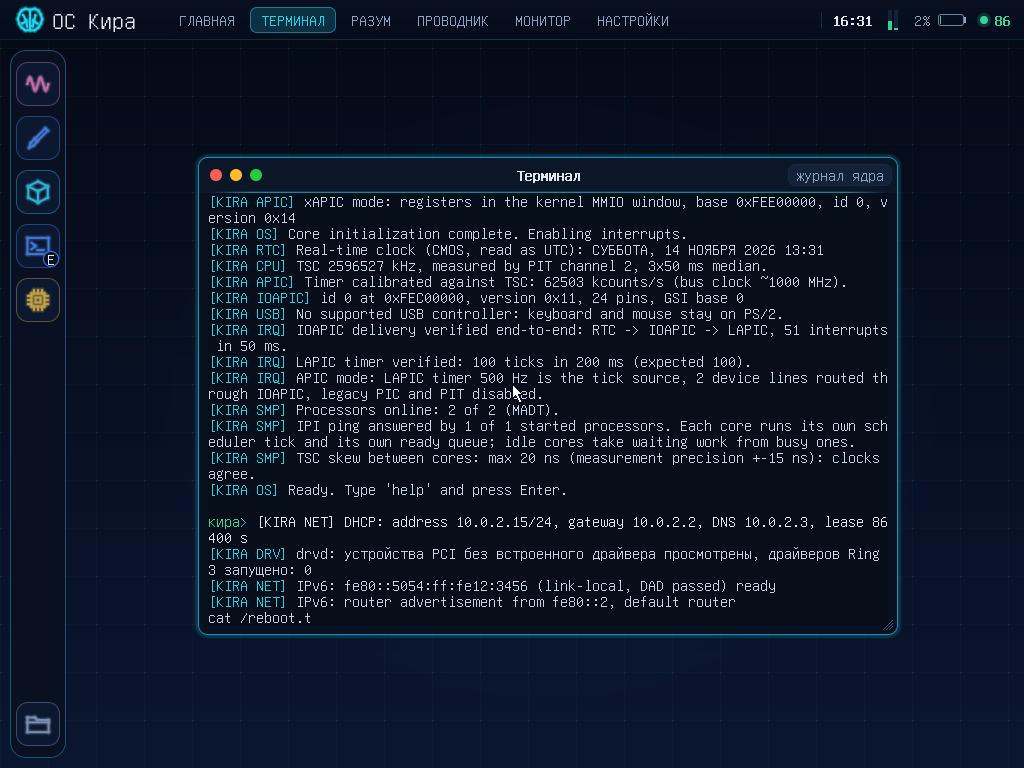 ОС Кира
ГЛАВНАЯ ТЕРМИНАЛ РАЗУМ ПРОВОДНИК МОНИТОР НАСТРОЙКИ
16:31 2% 86
E
Терминал
журнал ядра
[KIRA APIC] xAPIC mode: registers in the kernel MMIO window, base 0xFEE00000, id 0, v
ersion 0x14
[KIRA OS] Core initialization complete. Enabling interrupts.
[KIRA RTC] Real-time clock (CMOS, read as UTC): СУББОТА, 14 НОЯБРЯ 2026 13:31
[KIRA CPU] TSC 2596527 kHz, measured by PIT channel 2, 3x50 ms median.
[KIRA APIC] Timer calibrated against TSC: 62503 kcounts/s (bus clock ~1000 MHz).
[KIRA IOAPIC] id 0 at 0xFEC00000, version 0x11, 24 pins, GSI base 0
[KIRA USB] No supported USB controller: keyboard and mouse stay on PS/2.
[KIRA IRQ] IOAPIC delivery verified end-to-end: RTC -> IOAPIC -> LAPIC, 51 interrupts
in 50 ms.
[KIRA IRQ] LAPIC timer verified: 100 ticks in 200 ms (expected 100).
[KIRA IRQ] APIC mode: LAPIC timer 500 Hz is the tick source, 2 device lines routed th
rough IOAPIC, legacy PIC and PIT disabled.
[KIRA SMP] Processors online: 2 of 2 (MADT).
[KIRA SMP] IPI ping answered by 1 of 1 started processors. Each core runs its own sch
eduler tick and its own ready queue; idle cores take waiting work from busy ones.
[KIRA SMP] TSC skew between cores: max 20 ns (measurement precision +-15 ns): clocks
agree.
[KIRA OS] Ready. Type 'help' and press Enter.
кира> [KIRA NET] DHCP: address 10.0.2.15/24, gateway 10.0.2.2, DNS 10.0.2.3, lease 86
400 s
[KIRA DRV] drvd: устройства PCI без встроенного драйвера просмотрены, драйверов Ring
3 запущено: 0
[KIRA NET] IPv6: fe80::5054:ff:fe12:3456 (link-local, DAD passed) ready
[KIRA NET] IPv6: router advertisement from fe80::2, default router
cat /reboot.t